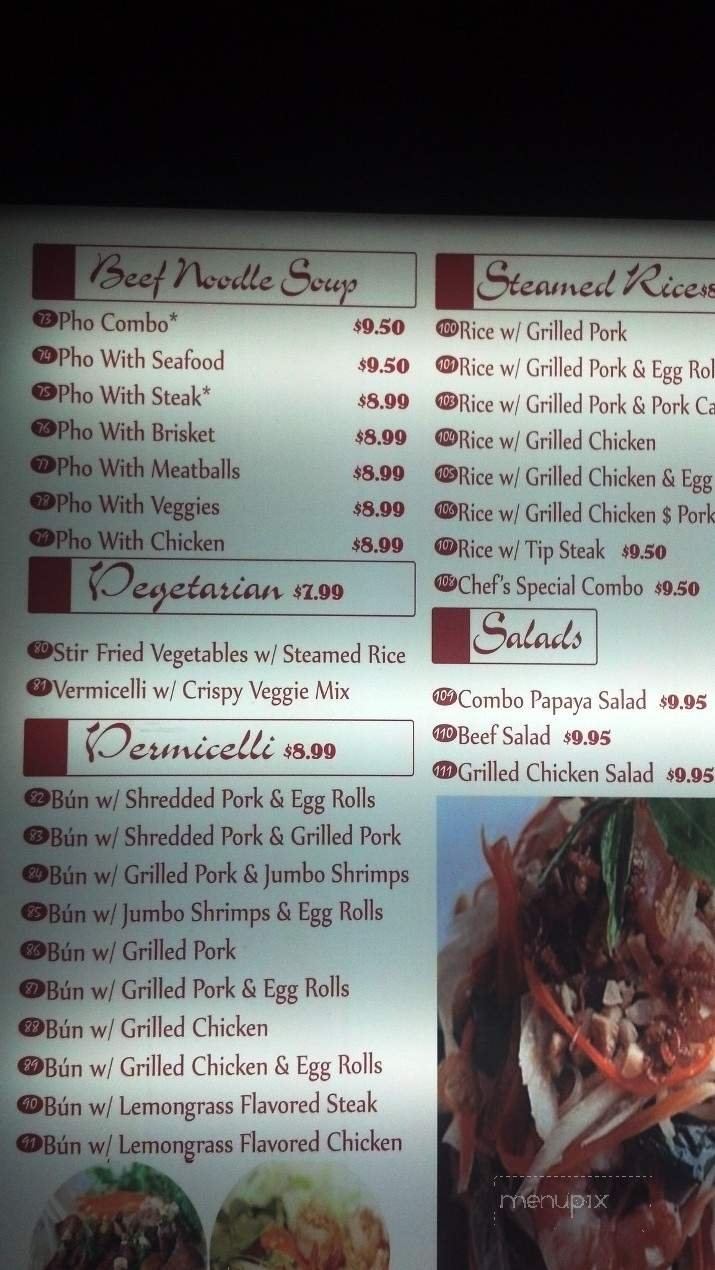 Beef Noodle Soup
73 Pho Combo* $9.50
74 Pho With Seafood $9.50
75 Pho With Steak* $8.99
76 Pho With Brisket $8.99
77 Pho With Meatballs $8.99
78 Pho With Veggies $8.99
79 Pho With Chicken $8.99
Vegetarian $7.99
80 Stir Fried Vegetables w/ Steamed Rice
81 Vermicelli w/ Crispy Veggie Mix
Vermicelli $8.99
82 Bún w/ Shredded Pork & Egg Rolls
83 Bún w/ Shredded Pork & Grilled Pork
84 Bún w/ Grilled Pork & Jumbo Shrimps
85 Bún w/ Jumbo Shrimps & Egg Rolls
86 Bún w/ Grilled Pork
87 Bún w/ Grilled Pork & Egg Rolls
88 Bún w/ Grilled Chicken
89 Bún w/ Grilled Chicken & Egg Rolls
90 Bún w/ Lemongrass Flavored Steak
91 Bún w/ Lemongrass Flavored Chicken
Steamed Rice $8
100 Rice w/ Grilled Pork
101 Rice w/ Grilled Pork & Egg Rol
103 Rice w/ Grilled Pork & Pork Ca
104 Rice w/ Grilled Chicken
105 Rice w/ Grilled Chicken & Egg
106 Rice w/ Grilled Chicken $ Pork
107 Rice w/ Tip Steak $9.50
108 Chef's Special Combo $9.50
Salads
109 Combo Papaya Salad $9.95
110 Beef Salad $9.95
111 Grilled Chicken Salad $9.95
menupix